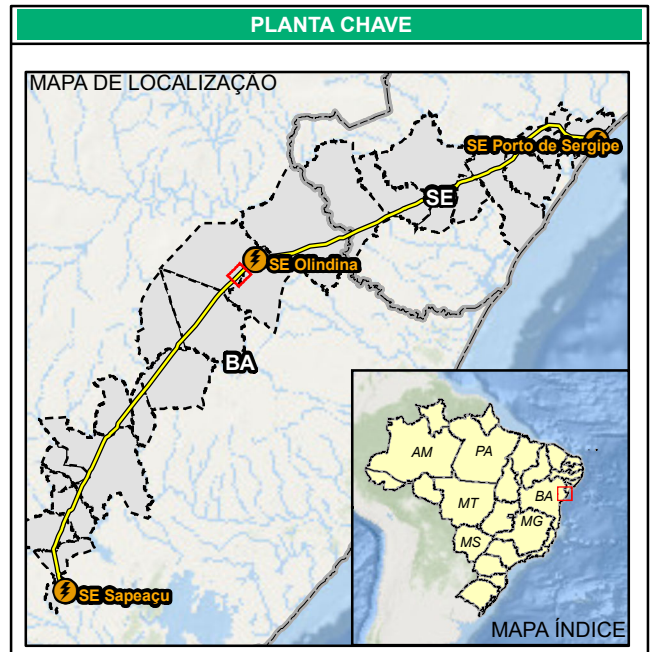 PLANTA CHAVE
MAPA DE LOCALIZAÇÃO
SE Porto de Sergipe
SE
SE Olindina
BA
SE Sapeaçu
AM
PA
MT
BA
MG
MS
MAPA ÍNDICE